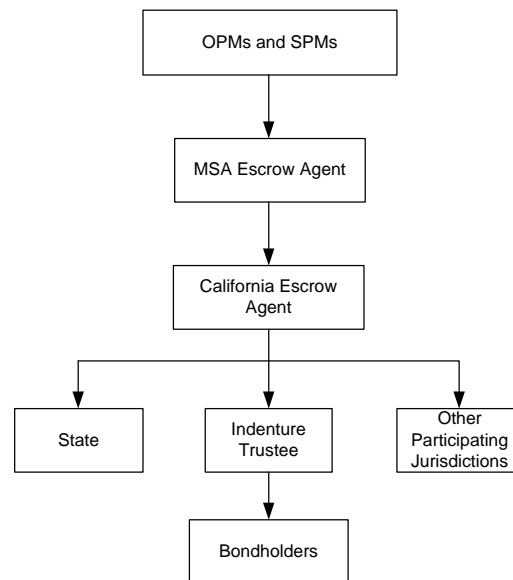 OPMs and SPMs
MSA Escrow Agent
California Escrow
Agent
State
Indenture
Trustee
Other
Participating
Jurisdictions
Bondholders